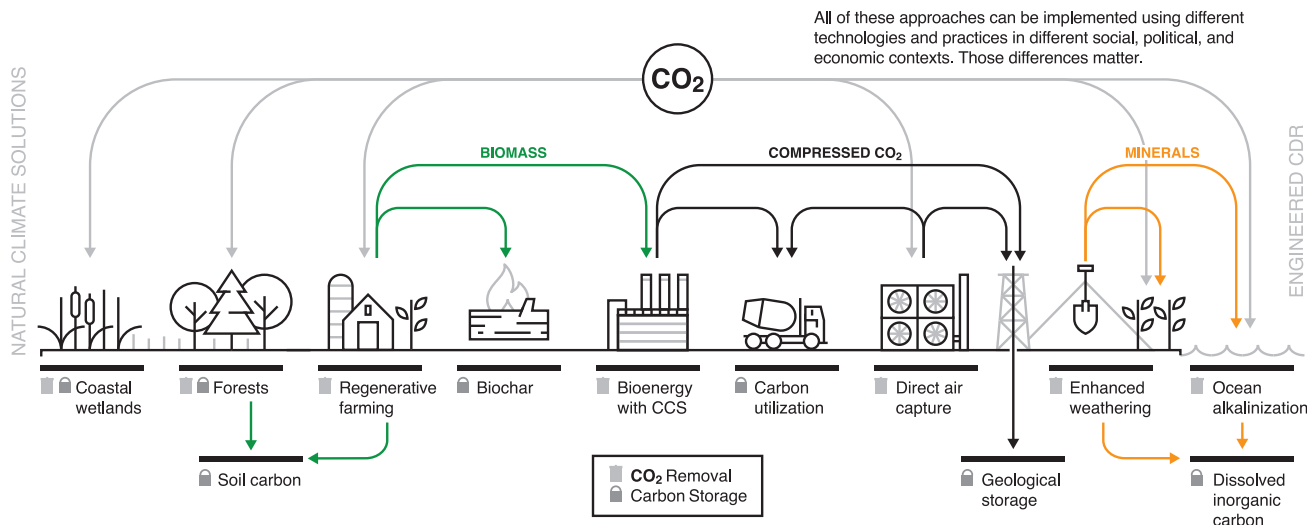 All of these approaches can be implemented using different
technologies and practices in different social, political, and
economic contexts. Those differences matter.
CO₂
NATURAL CLIMATE SOLUTIONS
ENGINEERED CDR
BIOMASS
COMPRESSED CO₂
MINERALS
Coastal
wetlands
Forests
Regenerative
farming
Biochar
Bioenergy
with CCS
Carbon
utilization
Direct air
capture
Enhanced
weathering
Ocean
alkalinization
Soil carbon
CO₂ Removal
Carbon Storage
Geological
storage
Dissolved
inorganic
carbon